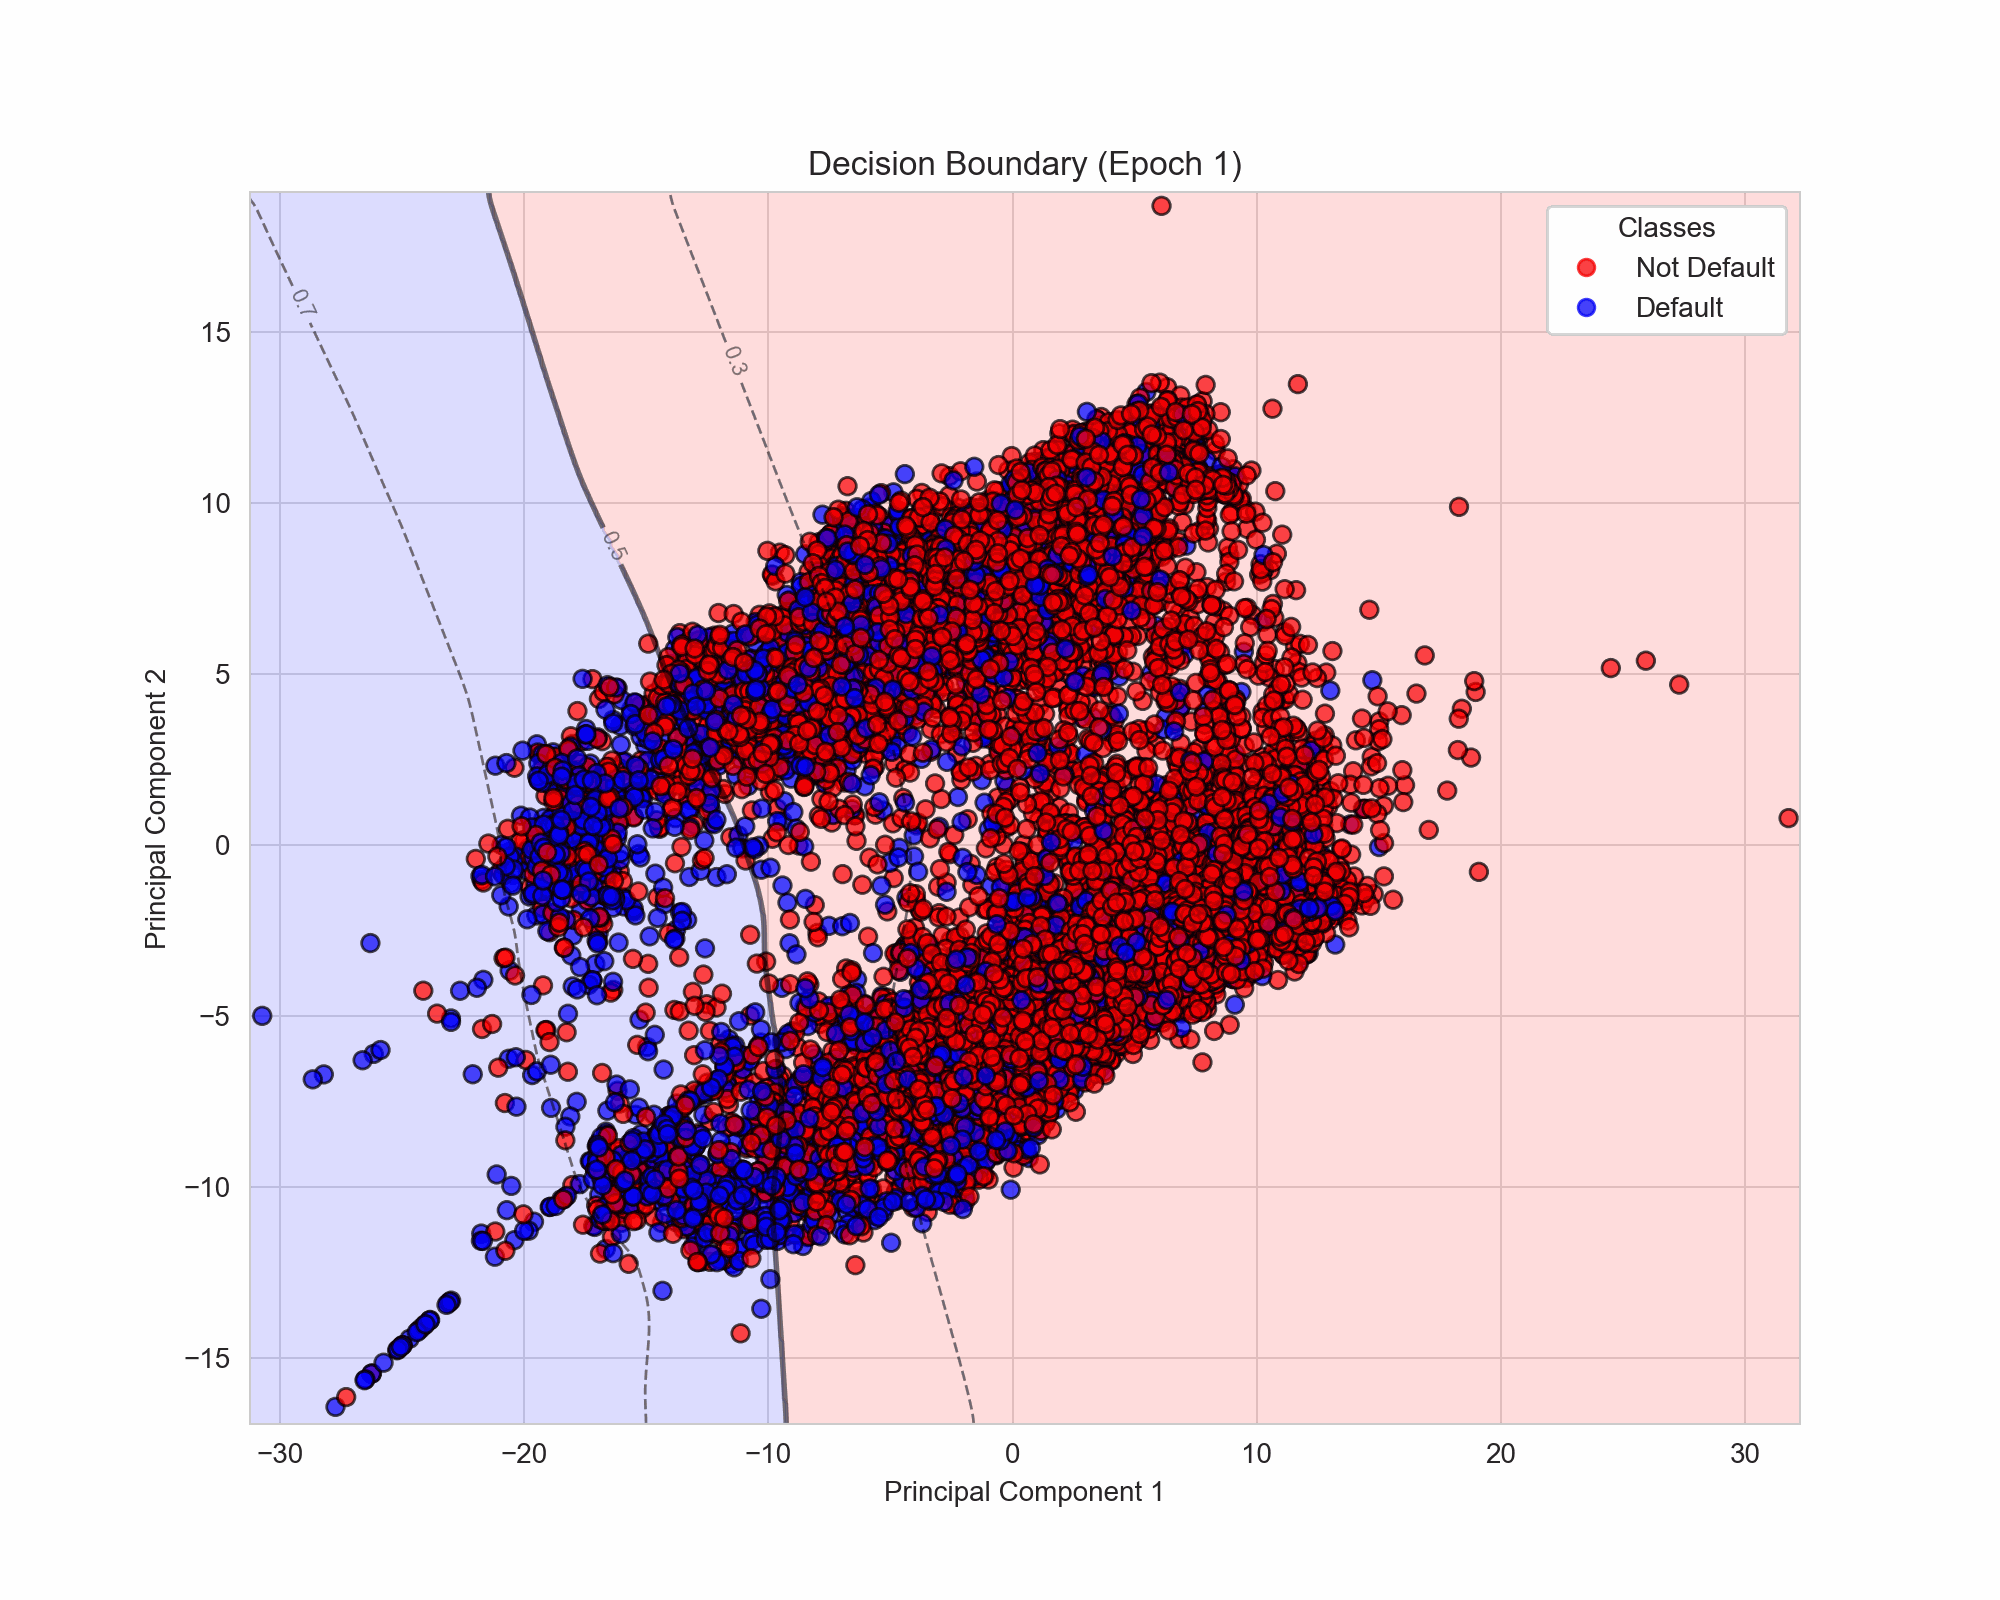 Decision Boundary (Epoch 1)
Classes
Not Default
Default
0.7
0.3
0.5
15
10
5
0
−5
−10
−15
Principal Component 2
−30 −20 −10 0 10 20 30
Principal Component 1